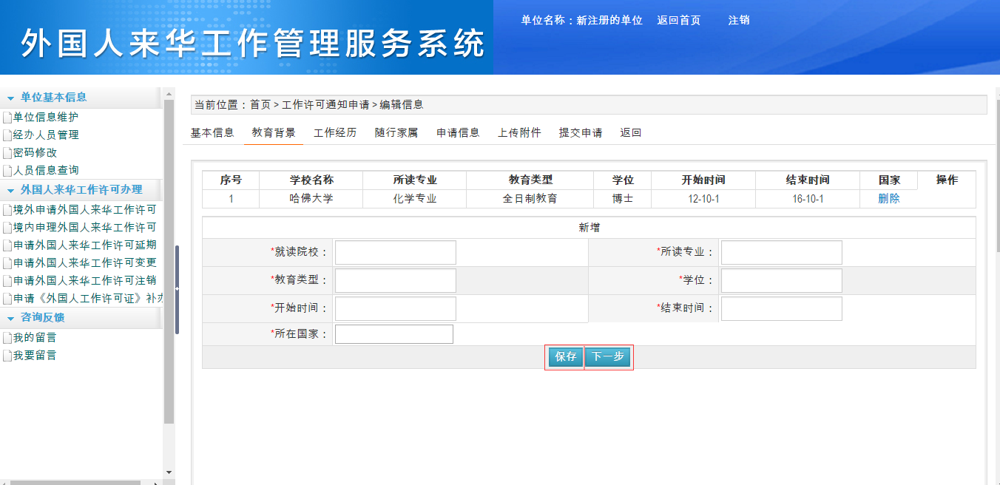 外国人来华工作管理服务系统
单位名称：新注册的单位 返回首页 注销
单位基本信息
单位信息维护
经办人员管理
密码修改
人员信息查询
外国人来华工作许可办理
境外申请外国人来华工作许可
境内申理外国人来华工作许可
申请外国人来华工作许可延期
申请外国人来华工作许可变更
申请外国人来华工作许可注销
申请《外国人工作许可证》补办
咨询反馈
我的留言
我要留言
当前位置：首页 > 工作许可通知申请 > 编辑信息
基本信息 教育背景 工作经历 随行家属 申请信息 上传附件 提交申请 返回
序号 学校名称 所读专业 教育类型 学位 开始时间 结束时间 国家 操作
1 哈佛大学 化学专业 全日制教育 博士 12-10-1 16-10-1 删除
新增
*就读院校： *所读专业：
*教育类型： *学位：
*开始时间： *结束时间：
*所在国家：
保存 下一步